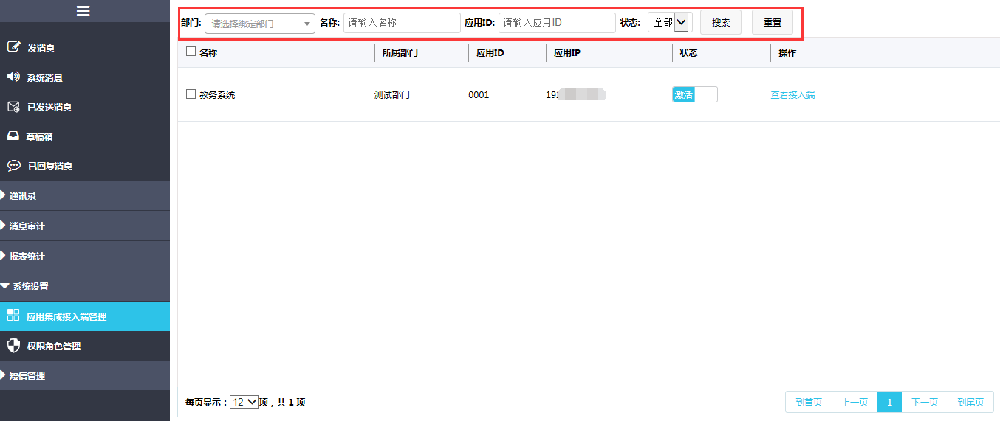 部门: 请选择绑定部门 名称: 请输入名称 应用ID: 请输入应用ID 状态: 全部 搜索 重置
名称 所属部门 应用ID 应用IP 状态 操作
教务系统 测试部门 0001 19 激活 查看接入端
发消息
系统消息
已发送消息
草稿箱
已回复消息
通讯录
消息审计
报表统计
系统设置
应用集成接入端管理
权限角色管理
短信管理
每页显示：12项，共 1 项 到首页 上一页 1 下一页 到尾页